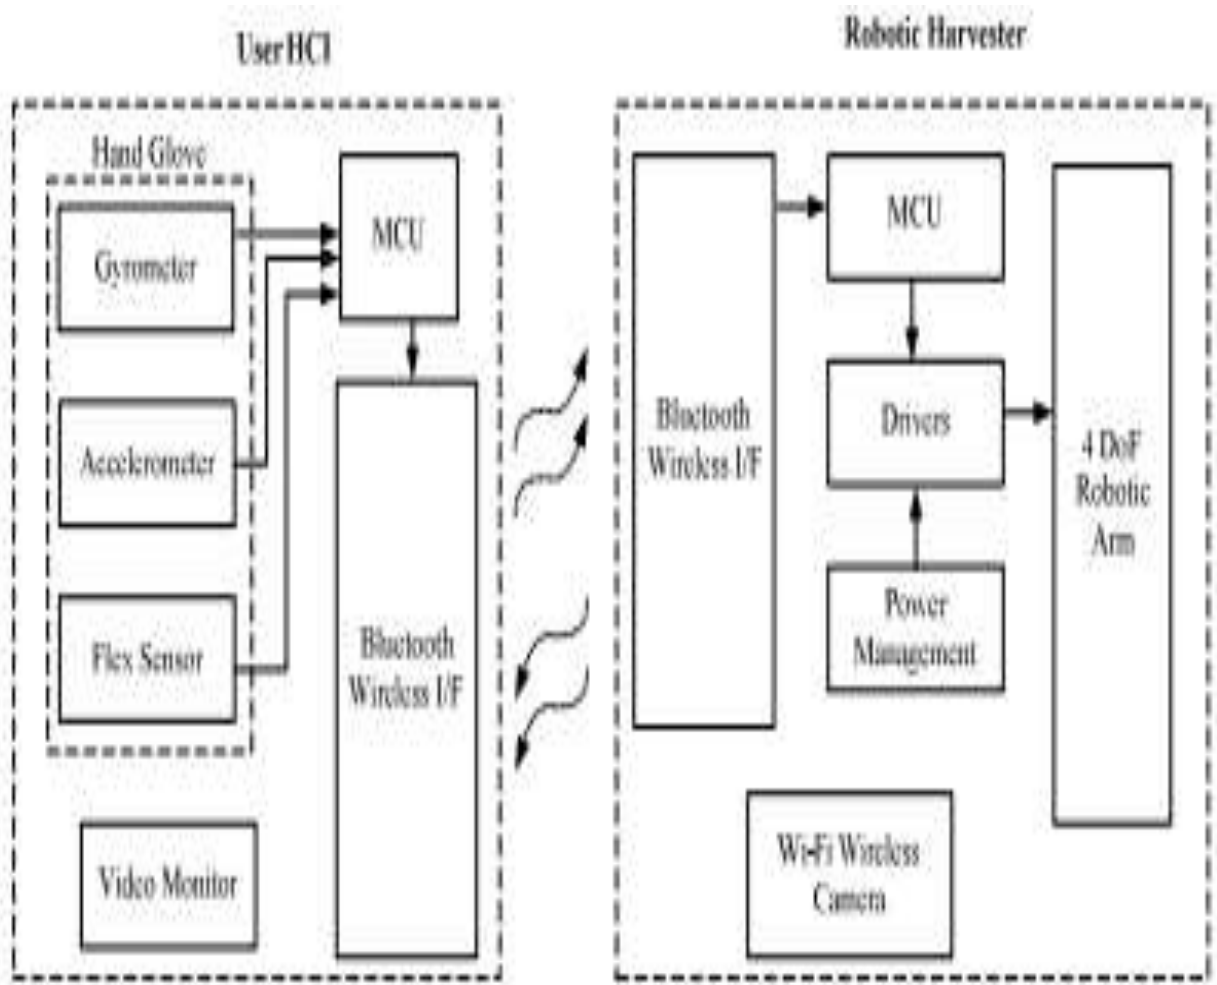 User HCI
Robotic Harvester
Hand Glove
Gyrometer
Accelerometer
Flex Sensor
Video Monitor
MCU
Bluetooth
Wireless I/F
Bluetooth
Wireless I/F
MCU
Drivers
Power
Management
4 DoF
Robotic
Arm
Wi-Fi Wireless
Camera